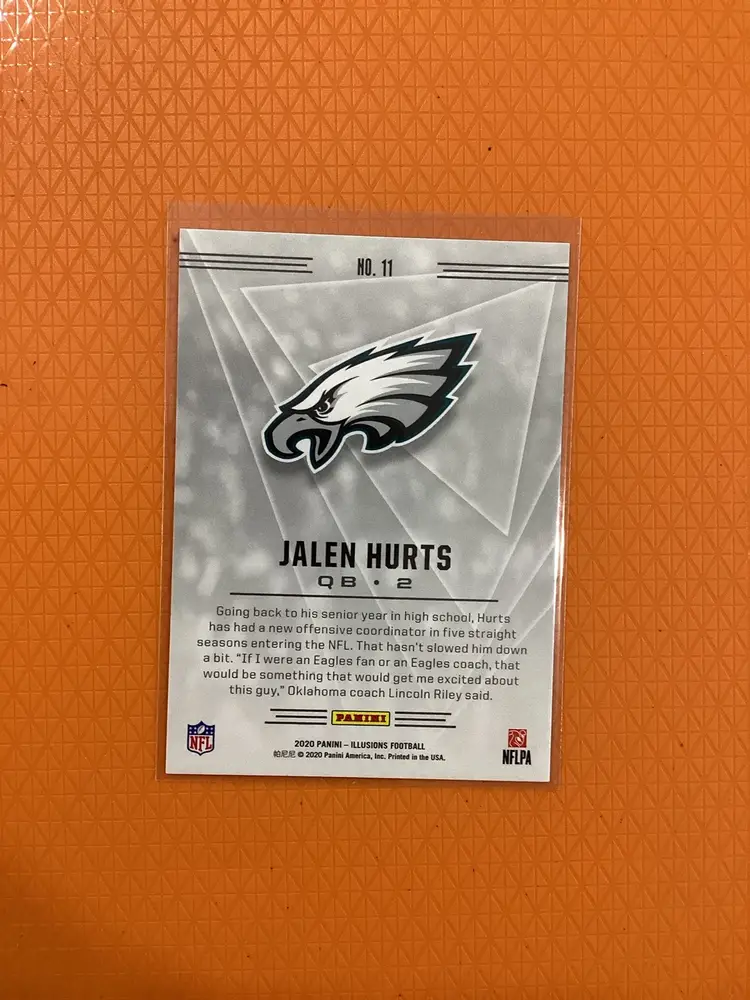 NO. 11
JALEN HURTS
QB • 2
Going back to his senior year in high school, Hurts
has had a new offensive coordinator in five straight
seasons entering the NFL. That hasn't slowed him down
a bit. "If I were an Eagles fan or an Eagles coach, that
would be something that would get me excited about
this guy," Oklahoma coach Lincoln Riley said.
PANINI
NFL
NFLPA
2020 PANINI – ILLUSIONS FOOTBALL
帕尼尼 © 2020 Panini America, Inc. Printed in the USA.